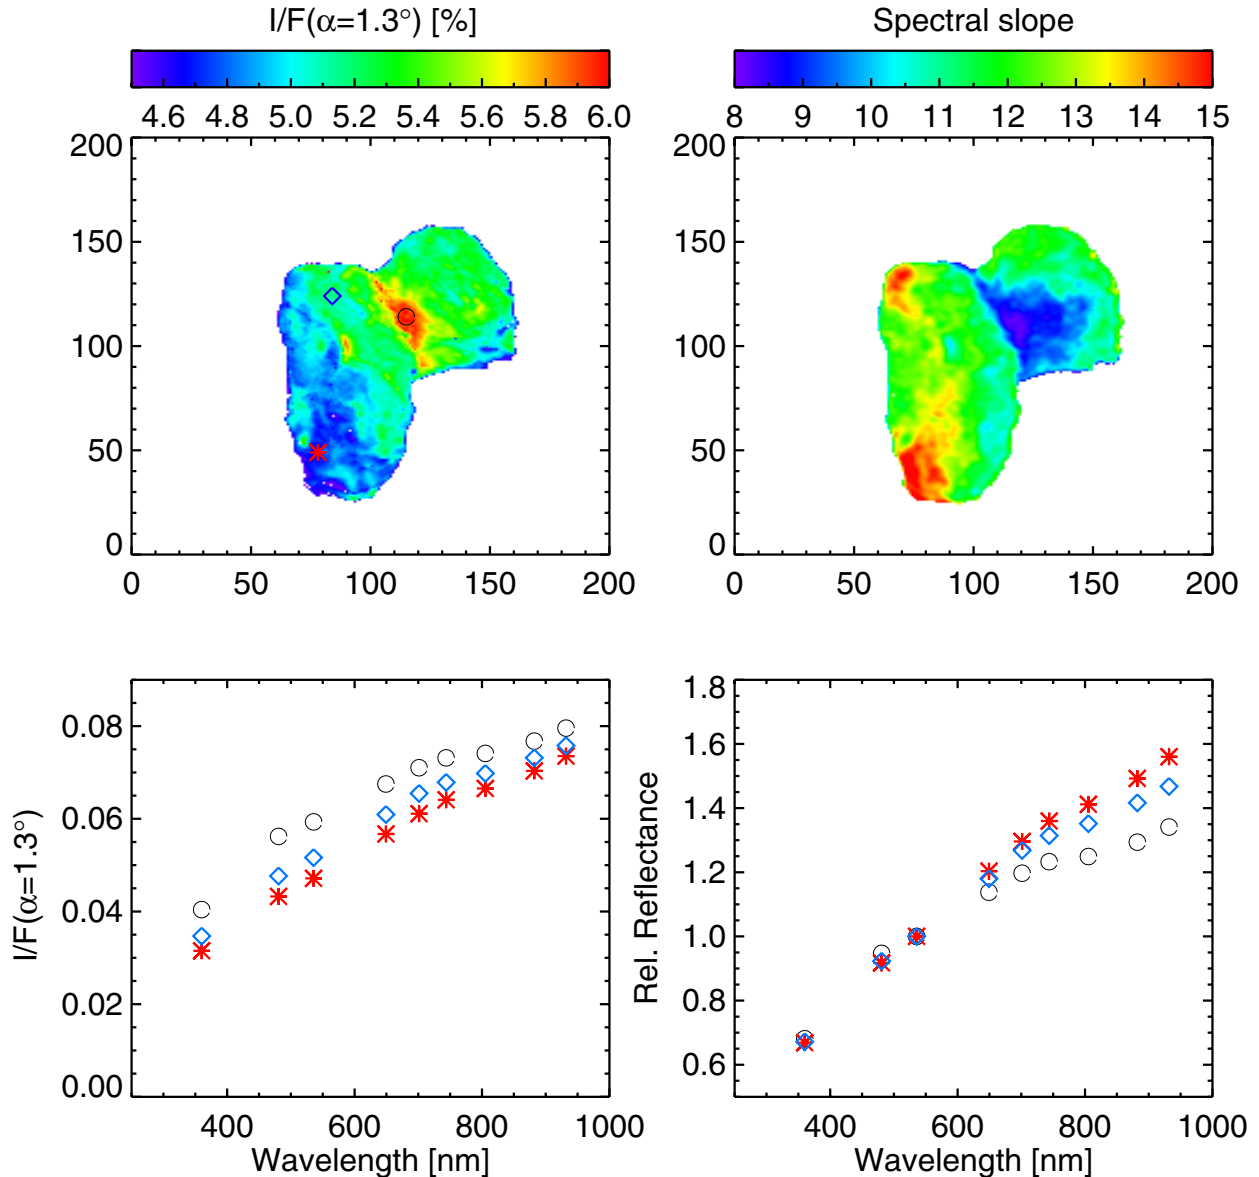 I/F(α=1.3°) [%]
Spectral slope
4.6 4.8 5.0 5.2 5.4 5.6 5.8 6.0
8 9 10 11 12 13 14 15
200
150
100
50
0
0 50 100 150 200
200
150
100
50
0
0 50 100 150 200
I/F(α=1.3°)
0.08
0.06
0.04
0.02
0.00
400 600 800 1000
Wavelength [nm]
Rel. Reflectance
1.8
1.6
1.4
1.2
1.0
0.8
0.6
400 600 800 1000
Wavelength [nm]